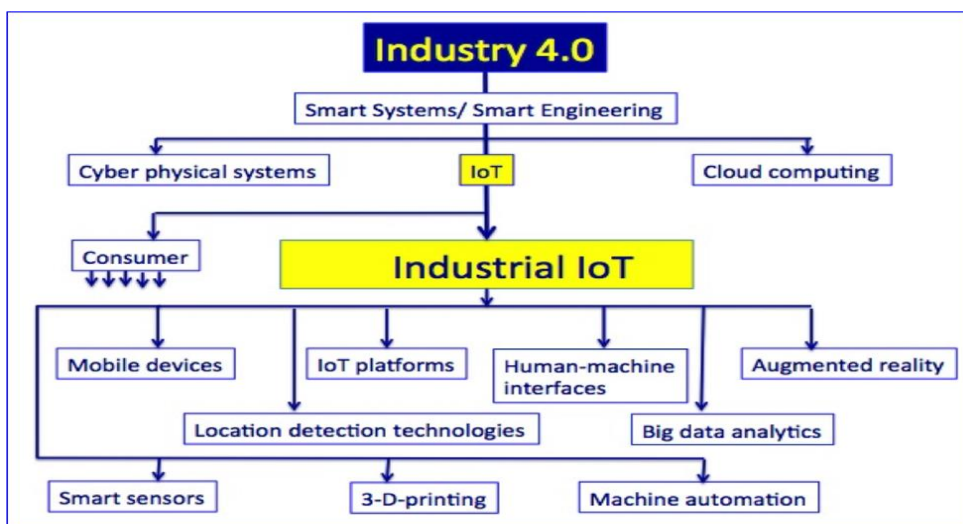 Industry 4.0
Smart Systems/ Smart Engineering
Cyber physical systems
IoT
Cloud computing
Consumer
Industrial IoT
Mobile devices
IoT platforms
Human-machine
interfaces
Augmented reality
Location detection technologies
Big data analytics
Smart sensors
3-D-printing
Machine automation